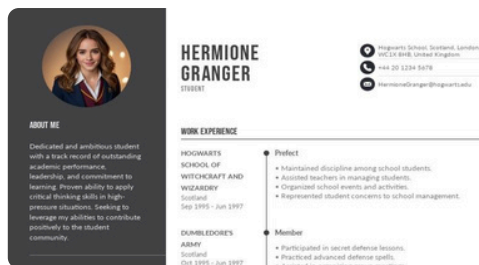 HERMIONE
GRANGER
STUDENT
Hogwarts School, Scotland, London
WC1X 8HB, United Kingdom
+44 20 1234 5678
HermioneGranger@hogwarts.edu
ABOUT ME
Dedicated and ambitious student
with a track record of outstanding
academic performance,
leadership, and commitment to
learning. Proven ability to apply
critical thinking skills in high-
pressure situations. Seeking to
leverage my abilities to contribute
positively to the student
community.
WORK EXPERIENCE
HOGWARTS
SCHOOL OF
WITCHCRAFT AND
WIZARDRY
Scotland
Sep 1995 - Jun 1997
Prefect
• Maintained discipline among school students.
• Assisted teachers in managing students.
• Organized school events and activities.
• Represented student concerns to school management.
DUMBLEDORE'S
ARMY
Scotland
Oct 1995 - Jun 1997
Member
• Participated in secret defense lessons.
• Practiced advanced defense spells.